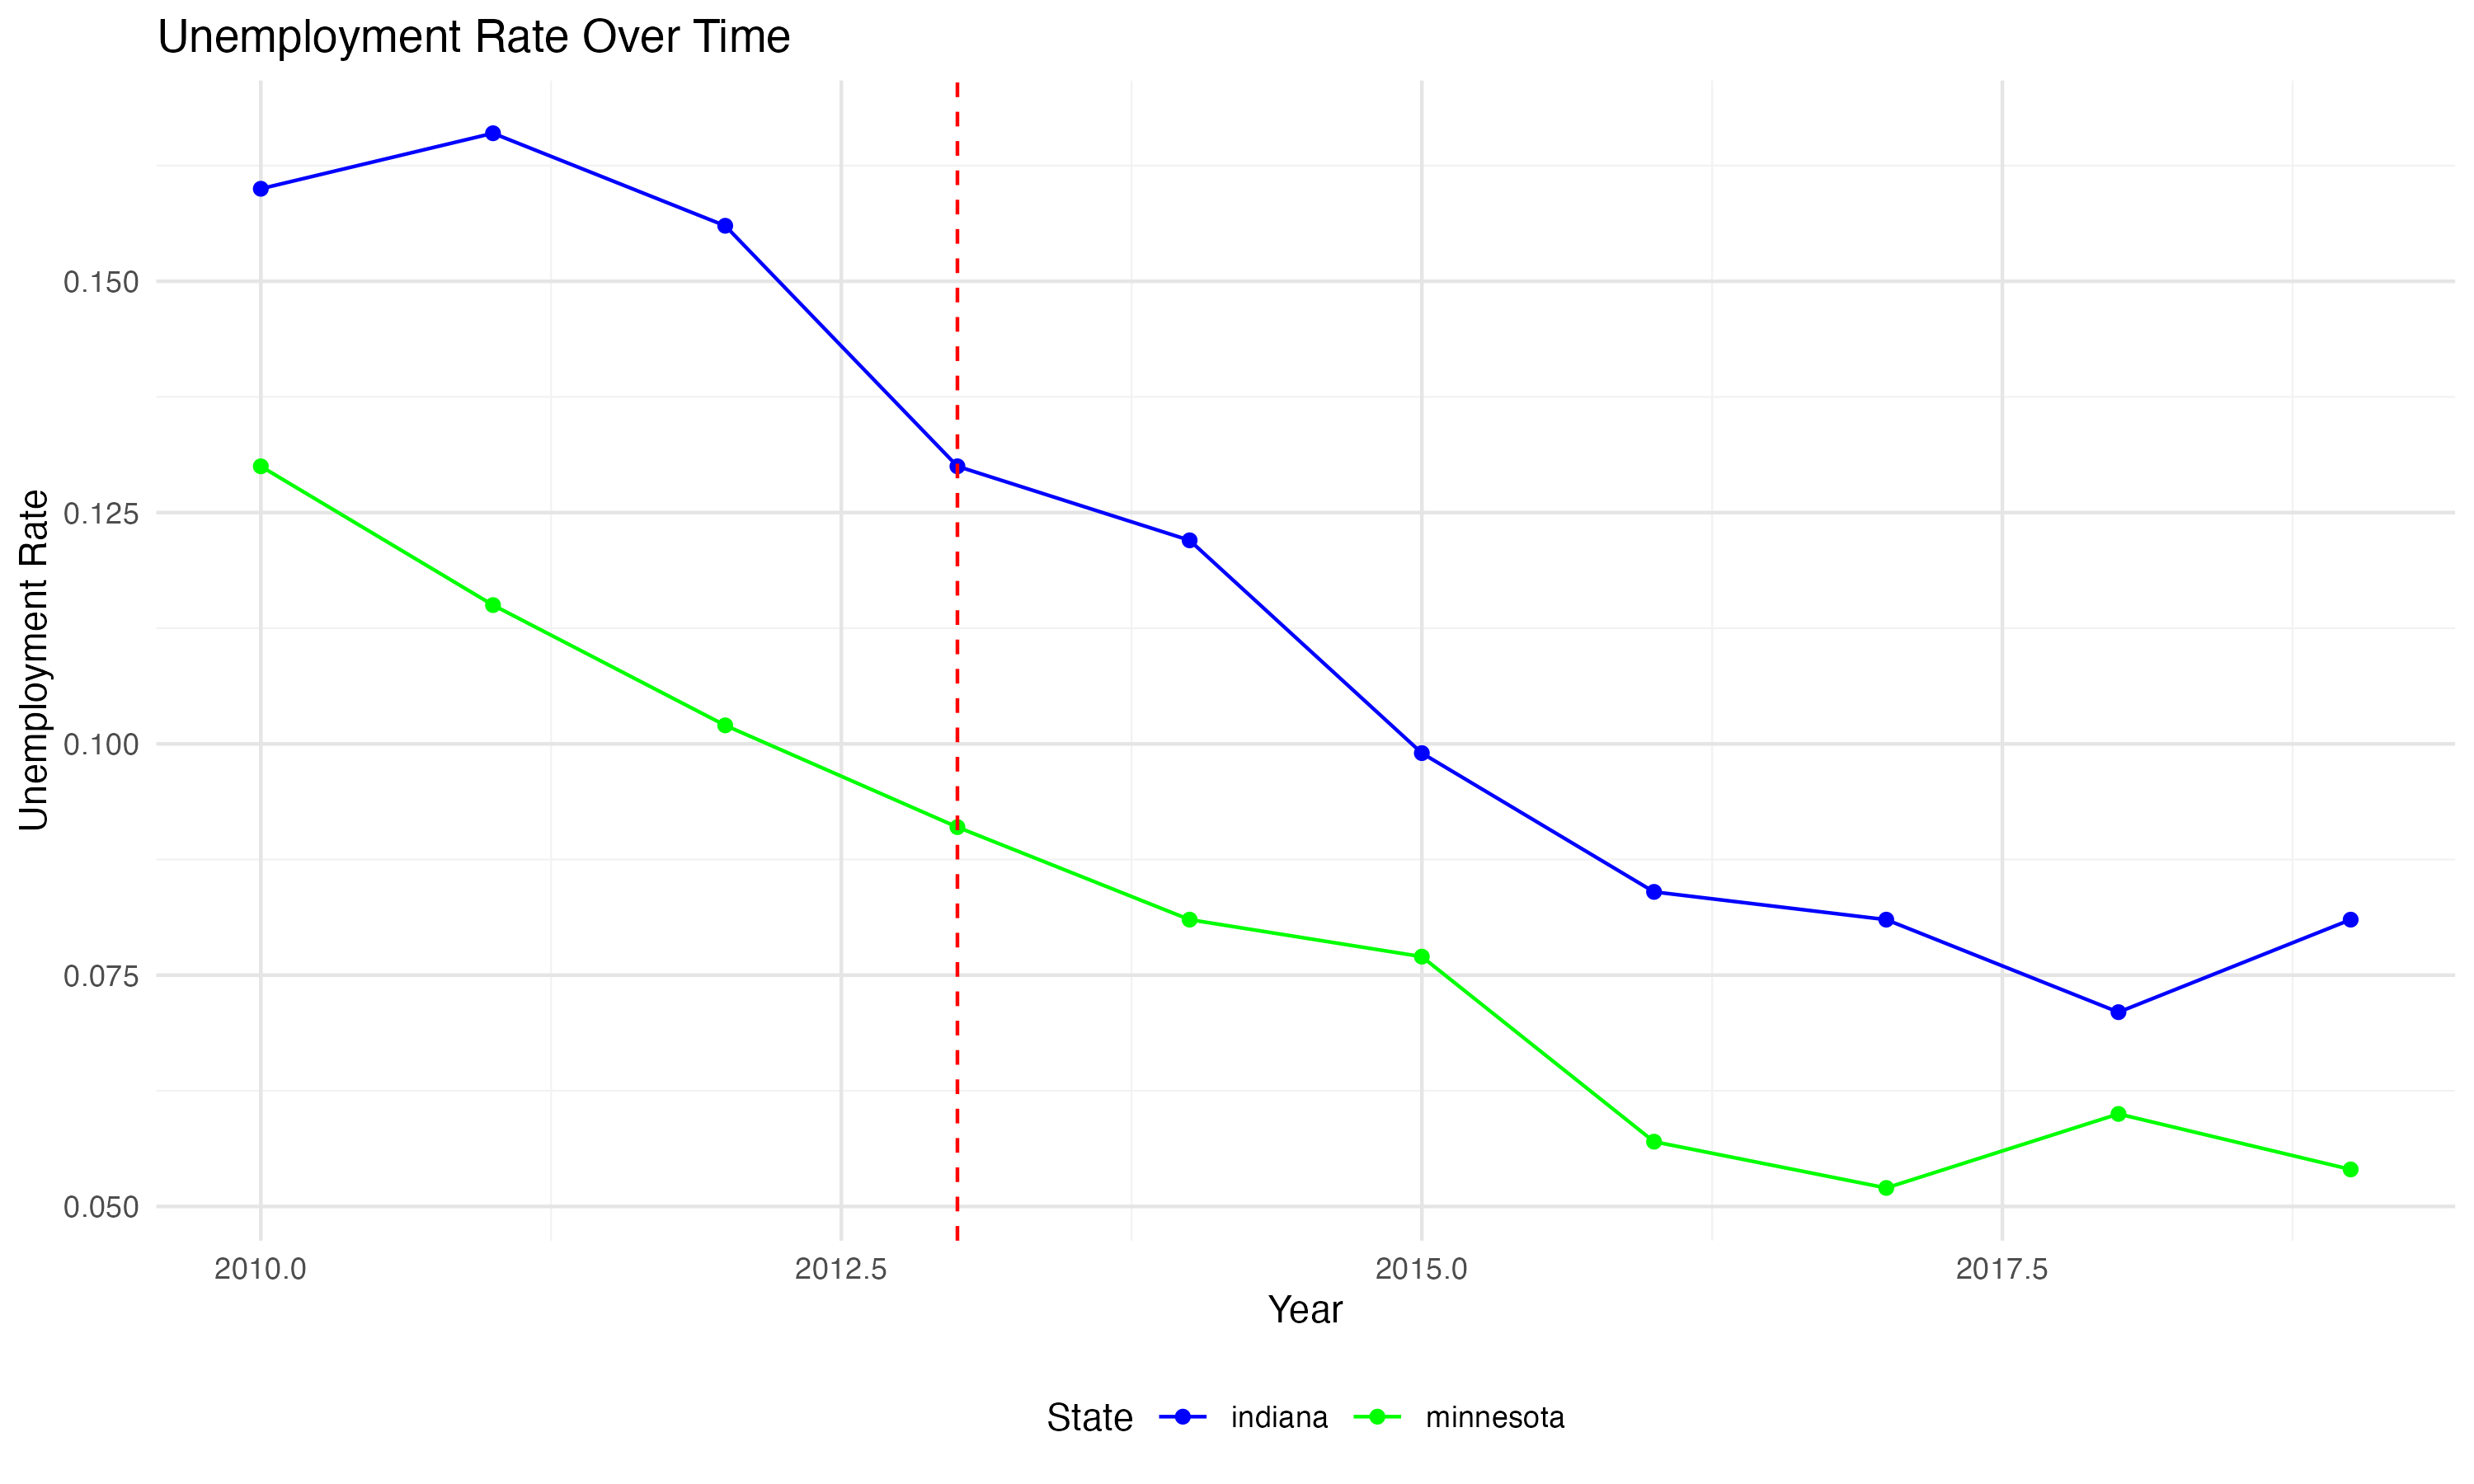 Unemployment Rate Over Time
Unemployment Rate
0.150
0.125
0.100
0.075
0.050
2010.0 2012.5 2015.0 2017.5
Year
State indiana minnesota